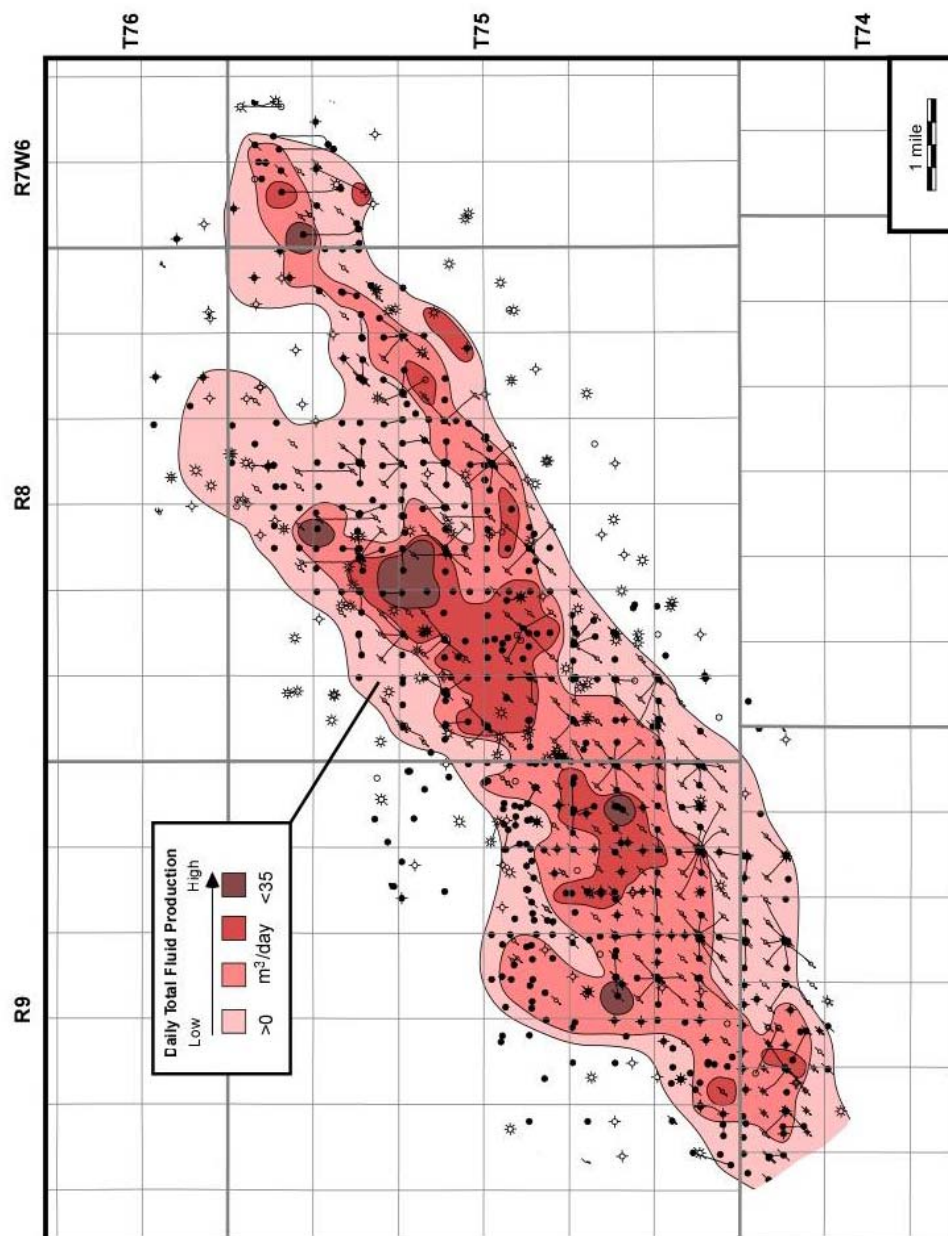 T76
T75
T74
R7W6
R8
R9
1 mile
Daily Total Fluid Production
Low
High
>0
m³/day
<35